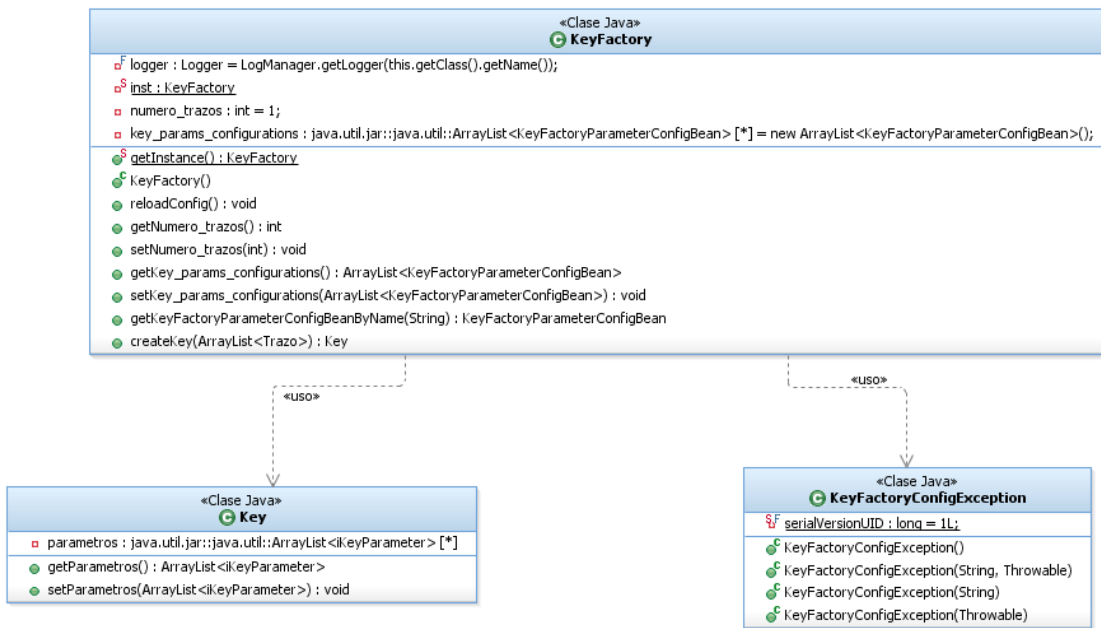 «Clase Java»
KeyFactory
logger : Logger = LogManager.getLogger(this.getClass().getName());
inst : KeyFactory
numero_trazos : int = 1;
key_params_configurations : java.util.jar::java.util::ArrayList<KeyFactoryParameterConfigBean> [*] = new ArrayList<KeyFactoryParameterConfigBean>();
getInstance() : KeyFactory
KeyFactory()
reloadConfig() : void
getNumero_trazos() : int
setNumero_trazos(int) : void
getKey_params_configurations() : ArrayList<KeyFactoryParameterConfigBean>
setKey_params_configurations(ArrayList<KeyFactoryParameterConfigBean>) : void
getKeyFactoryParameterConfigBeanByName(String) : KeyFactoryParameterConfigBean
createKey(ArrayList<Trazo>) : Key
«uso»
«uso»
«Clase Java»
Key
parametros : java.util.jar::java.util::ArrayList<iKeyParameter> [*]
getParametros() : ArrayList<iKeyParameter>
setParametros(ArrayList<iKeyParameter>) : void
«Clase Java»
KeyFactoryConfigException
serialVersionUID : long = 1L;
KeyFactoryConfigException()
KeyFactoryConfigException(String, Throwable)
KeyFactoryConfigException(String)
KeyFactoryConfigException(Throwable)